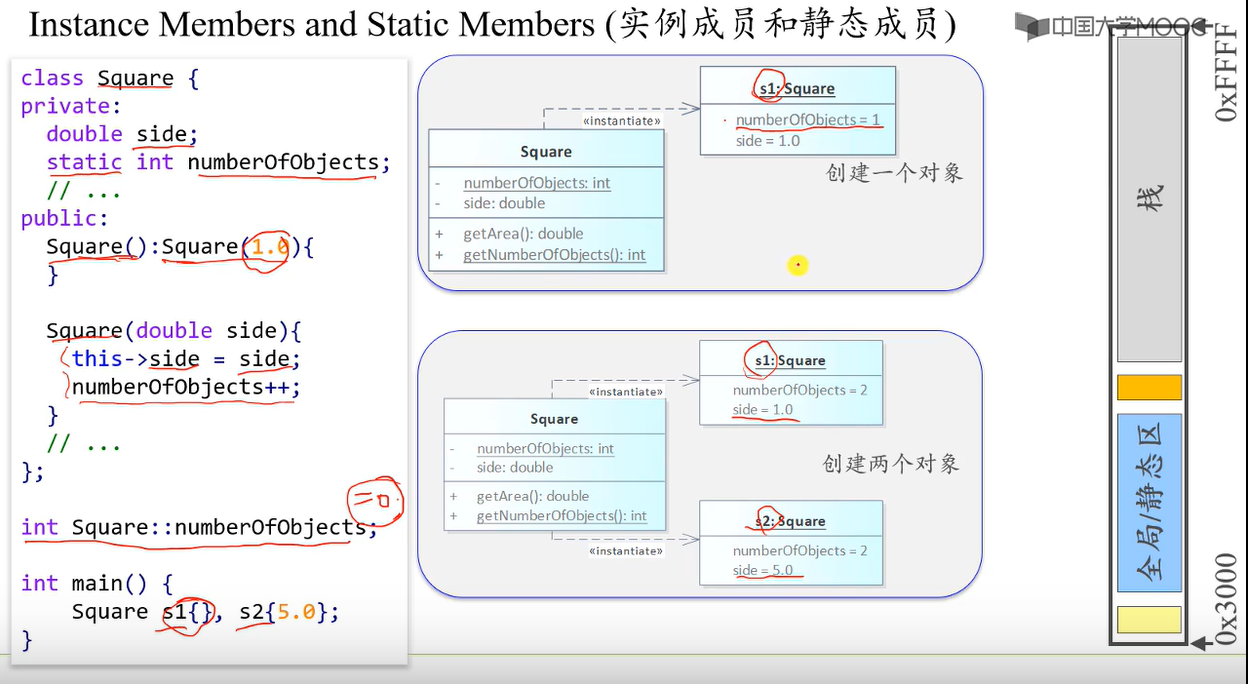 Instance Members and Static Members (实例成员和静态成员)
中国大学MOOC
class Square {
private:
  double side;
  static int numberOfObjects;
  // ...
public:
  Square():Square(1.0){
  }
  Square(double side){
    this->side = side;
    numberOfObjects++;
  }
  // ...
};
=0
int Square::numberOfObjects;
int main() {
    Square s1{}, s2{5.0};
}
«instantiate»
s1: Square
numberOfObjects = 1
side = 1.0
Square
- numberOfObjects: int
- side: double
+ getArea(): double
+ getNumberOfObjects(): int
创建一个对象
«instantiate»
s1: Square
numberOfObjects = 2
side = 1.0
Square
- numberOfObjects: int
- side: double
+ getArea(): double
+ getNumberOfObjects(): int
创建两个对象
s2: Square
numberOfObjects = 2
side = 5.0
«instantiate»
0xFFFF
栈
全局/静态区
0x3000